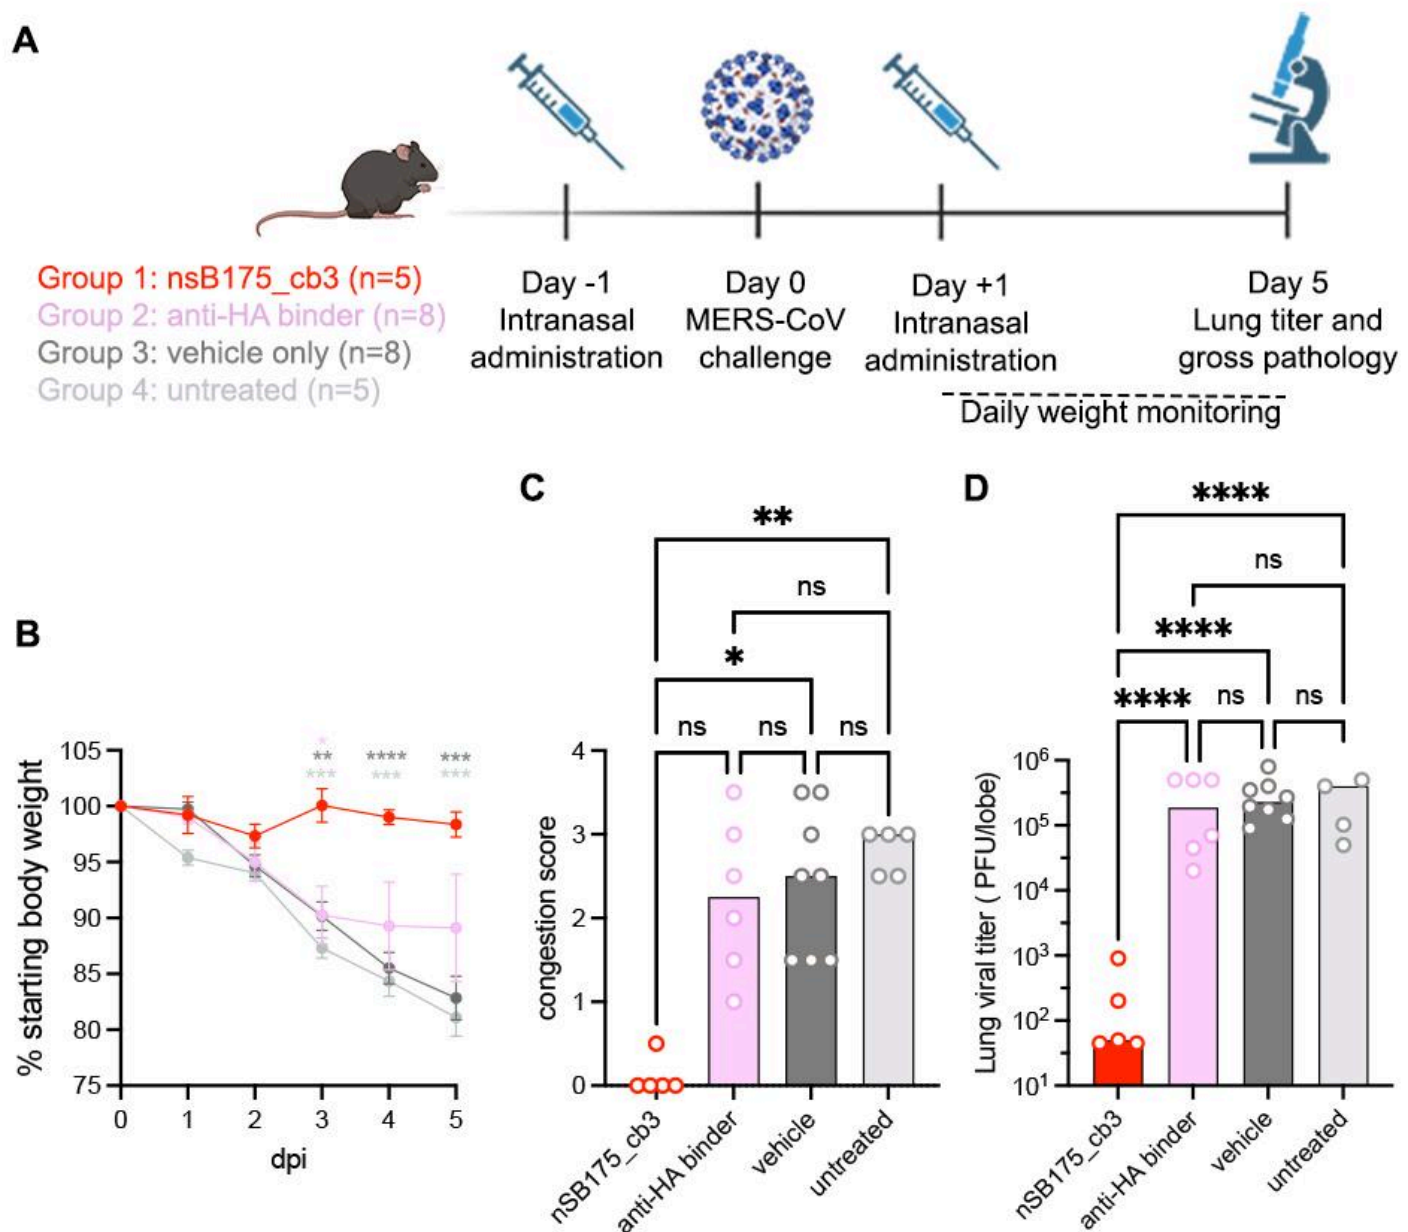 A
Group 1: nsB175_cb3 (n=5)
Group 2: anti-HA binder (n=8)
Group 3: vehicle only (n=8)
Group 4: untreated (n=5)
Day -1
Intranasal
administration
Day 0
MERS-CoV
challenge
Day +1
Intranasal
administration
Day 5
Lung titer and
gross pathology
Daily weight monitoring
B
% starting body weight
105
100
95
90
85
80
75
*
**
***
****
***
***
***
0 1 2 3 4 5
dpi
C
**
ns
*
ns ns ns
congestion score
4
3
2
1
0
nSB175_cb3
anti-HA binder
vehicle
untreated
D
****
ns
****
**** ns ns
Lung viral titer ( PFU/lobe)
10⁶
10⁵
10⁴
10³
10²
10¹
nSB175_cb3
anti-HA binder
vehicle
untreated